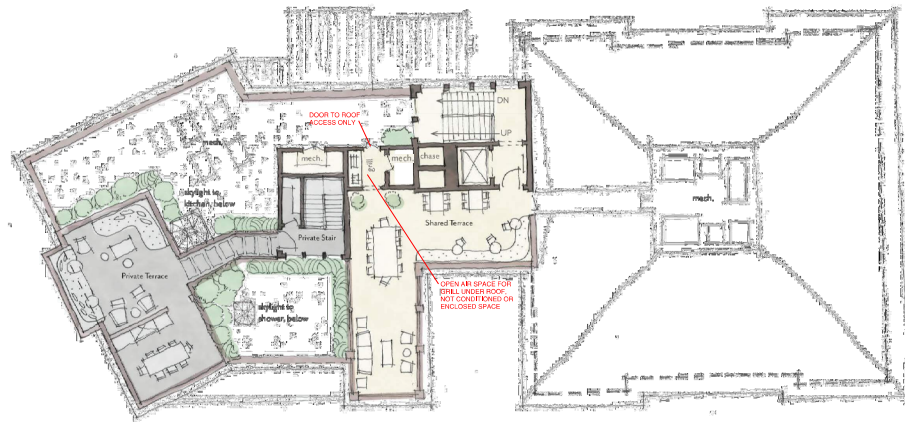 DN
DOOR TO ROOF
ACCESS ONLY
UP
mech.
mech.
grill
mech.
chase
skylight to
kitchen, below
mech.
Shared Terrace
Private Stair
Private Terrace
OPEN AIR SPACE FOR
GRILL UNDER ROOF.
NOT CONDITIONED OR
ENCLOSED SPACE
skylight to
shower, below